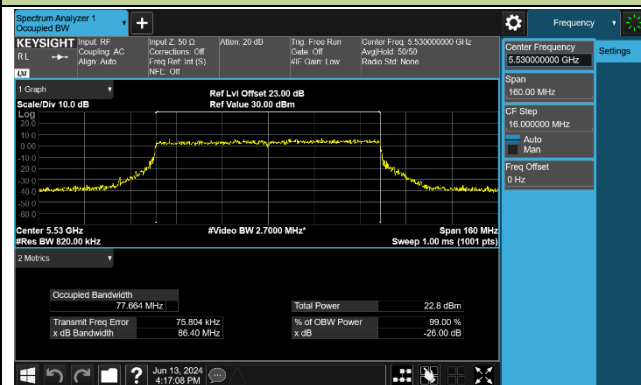 Spectrum Analyzer 1
Occupied BW
Frequency
KEYSIGHT
Input: RF
Input Z: 50 Ω
Atten: 20 dB
Trig: Free Run
Center Freq: 5.530000000 GHz
RL
Coupling: AC
Corrections: Off
Gate: Off
Avg|Hold: 50/50
Align: Auto
Freq Ref: Int (S)
#IF Gain: Low
Radio Std: None
NFE: Off
LXI
Center Frequency
5.530000000 GHz
Settings
Span
160.00 MHz
CF Step
16.000000 MHz
Auto
Man
Freq Offset
0 Hz
1 Graph
Ref Lvl Offset 23.00 dB
Scale/Div 10.0 dB
Ref Value 30.00 dBm
Log
20.0
10.0
0.00
-10.0
-20.0
-30.0
-40.0
-50.0
-60.0
Center 5.53 GHz
#Video BW 2.7000 MHz*
Span 160 MHz
#Res BW 820.00 kHz
Sweep 1.00 ms (1001 pts)
2 Metrics
Occupied Bandwidth
77.664 MHz
Total Power
22.8 dBm
Transmit Freq Error
75.804 kHz
% of OBW Power
99.00 %
x dB Bandwidth
86.40 MHz
x dB
-26.00 dB
?
Jun 13, 2024
4:17:08 PM